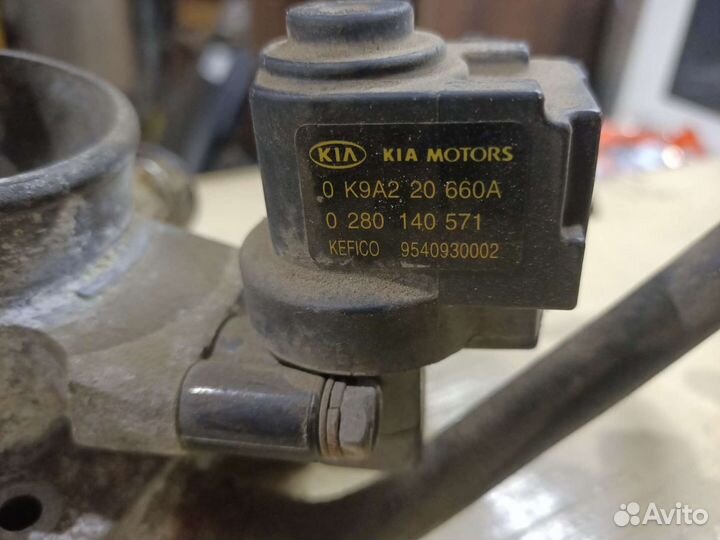 KIA KIA MOTORS
0 K9A2 20 660A
0 280 140 571
KEFICO 9540930002
Avito